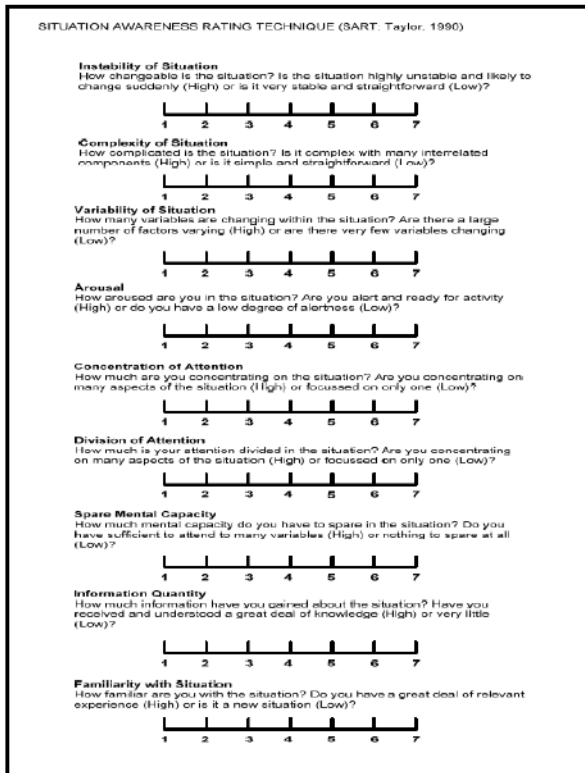 SITUATION AWARENESS RATING TECHNIQUE (SART; Taylor, 1990)
Instability of Situation
How changeable is the situation? Is the situation highly unstable and likely to
change suddenly (High) or is it very stable and straightforward (Low)?
1 2 3 4 5 6 7
Complexity of Situation
How complicated is the situation? Is it complex with many interrelated
components (High) or is it simple and straightforward (Low)?
1 2 3 4 5 6 7
Variability of Situation
How many variables are changing within the situation? Are there a large
number of factors varying (High) or are there very few variables changing
(Low)?
1 2 3 4 5 6 7
Arousal
How aroused are you in the situation? Are you alert and ready for activity
(High) or do you have a low degree of alertness (Low)?
1 2 3 4 5 6 7
Concentration of Attention
How much are you concentrating on the situation? Are you concentrating on
many aspects of the situation (High) or focussed on only one (Low)?
1 2 3 4 5 6 7
Division of Attention
How much is your attention divided in the situation? Are you concentrating
on many aspects of the situation (High) or focussed on only one (Low)?
1 2 3 4 5 6 7
Spare Mental Capacity
How much mental capacity do you have to spare in the situation? Do you
have sufficient to attend to many variables (High) or nothing to spare at all
(Low)?
1 2 3 4 5 6 7
Information Quantity
How much information have you gained about the situation? Have you
received and understood a great deal of knowledge (High) or very little
(Low)?
1 2 3 4 5 6 7
Familiarity with Situation
How familiar are you with the situation? Do you have a great deal of relevant
experience (High) or is it a new situation (Low)?
1 2 3 4 5 6 7